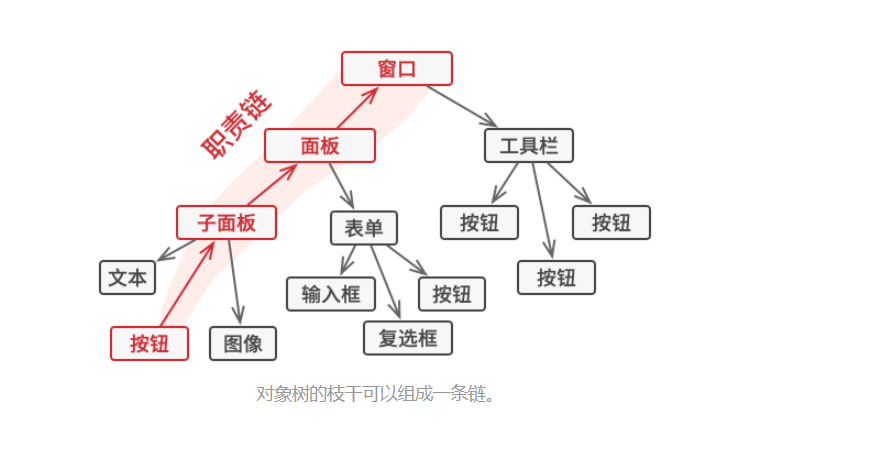 窗口
职责链
面板
工具栏
子面板
表单
按钮
按钮
文本
输入框
按钮
按钮
按钮
图像
复选框
对象树的枝干可以组成一条链。